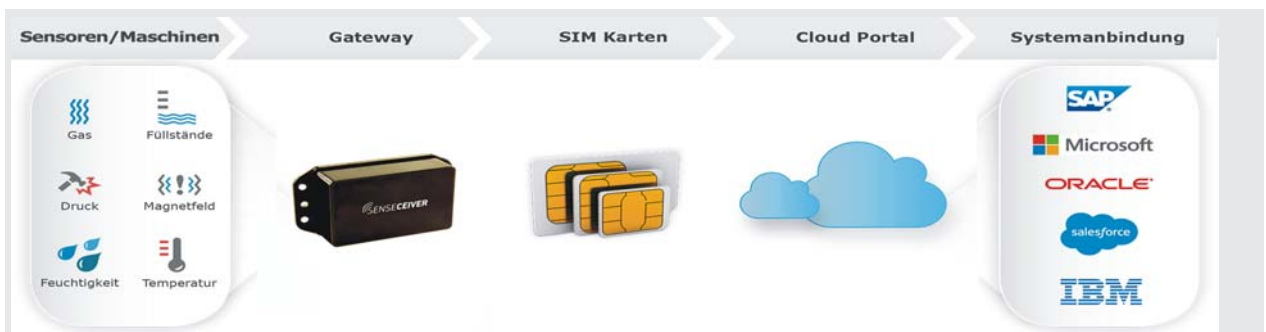 Sensoren/Maschinen
Gateway
SIM Karten
Cloud Portal
Systemanbindung
Gas
Füllstände
Druck
Magnetfeld
Feuchtigkeit
Temperatur
SENSECEIVER
SAP
Microsoft
ORACLE
salesforce
IBM